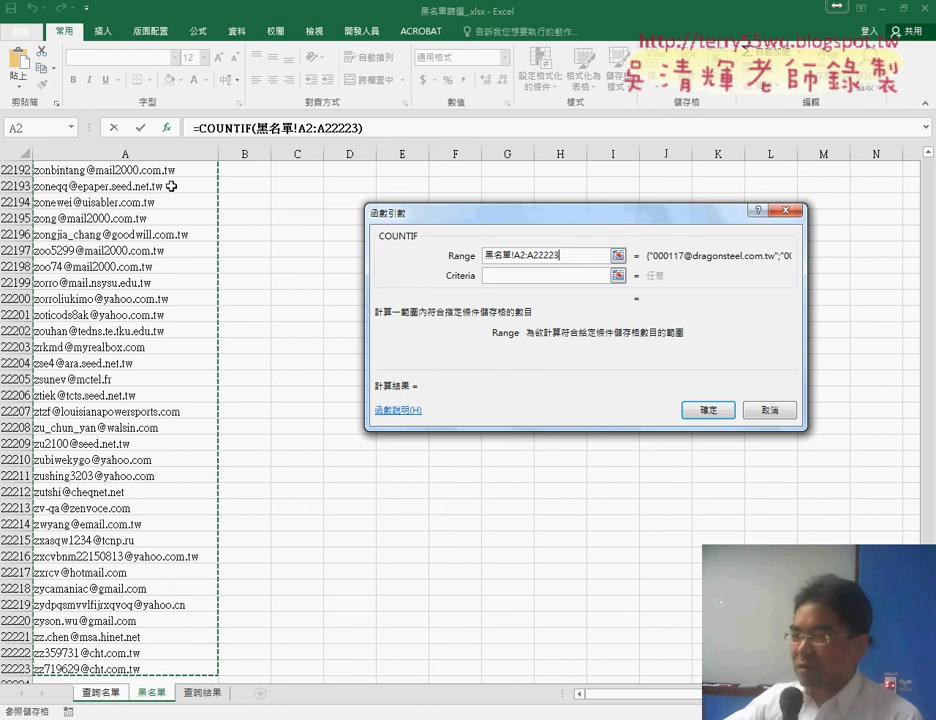 黑名單篩選_.xlsx - Excel
常用 插入 版面配置 公式 資料 校閱 檢視 開發人員 ACROBAT 告訴我您想要執行的動作... 登入 共用
http://terry55wu.blogspot.tw
吳清輝老師錄製
貼上
12
B I U
自動換列
跨欄置中
通用格式
$ % ,
設定格式化的條件
格式化為表格
剪貼簿 字型 對齊方式 數值 樣式 儲存格 編輯
A2 fx =COUNTIF(黑名單!A2:A22223)
A B C D E F G H I J K L M N
22192 zonbintang@mail2000.com.tw
22193 zoneqq@epaper.seed.net.tw
22194 zonewei@uisabler.com.tw
22195 zong@mail2000.com.tw
22196 zongjia_chang@goodwill.com.tw
22197 zoo5299@mail2000.com.tw
22198 zoo74@mail2000.com.tw
22199 zorro@mail.nsysu.edu.tw
22200 zorroliukimo@yahoo.com.tw
22201 zoticods8ak@yahoo.com.tw
22202 zouhan@tedns.te.tku.edu.tw
22203 zrkmd@myrealbox.com
22204 zse4@ara.seed.net.tw
22205 zsunev@mctel.fr
22206 ztiek@tcts.seed.net.tw
22207 ztzf@louisianapowersports.com
22208 zu_chun_yan@walsin.com
22209 zu2100@seed.net.tw
22210 zubiwekygo@yahoo.com
22211 zushing3203@yahoo.com
22212 zutshi@cheqnet.net
22213 zv-qa@zenvoce.com
22214 zwyang@email.com.tw
22215 zxasqw1234@tcnp.ru
22216 zxcvbnm22150813@yahoo.com.tw
22217 zxrcv@hotmail.com
22218 zycamaniac@gmail.com
22219 zydpqsmvvlfijrxqvoq@yahoo.cn
22220 zyson.wu@gmail.com
22221 zz.chen@msa.hinet.net
22222 zz359731@cht.com.tw
22223 zz719629@cht.com.tw
函數引數
COUNTIF
Range 黑名單!A2:A22223 = {"000117@dragonsteel.com.tw";"00
Criteria = 任意
=
計算一範圍內符合指定條件儲存格的數目
Range 為欲計算符合給定條件儲存格數目的範圍
計算結果 =
函數說明(H)
確定 取消
查詢名單 黑名單 查詢結果
參照儲存格